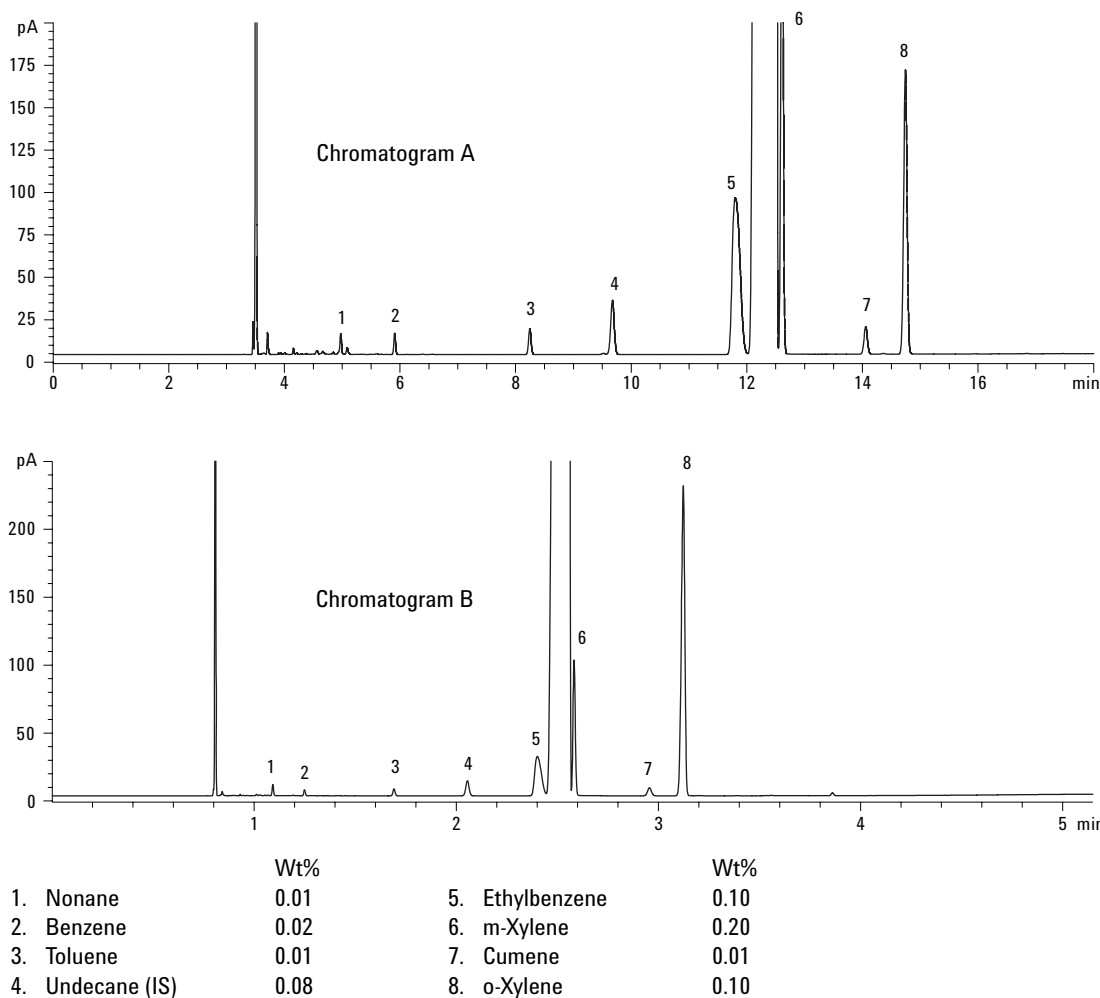 pA
6
8
175
150
Chromatogram A
125
100
5
75
50
4
3
7
25
1
2
0
0 2 4 6 8 10 12 14 16 min
pA
8
200
150
Chromatogram B
6
100
5
50
4
1
2
3
7
0
1 2 3 4 5 min
Wt% Wt%
1. Nonane 0.01 5. Ethylbenzene 0.10
2. Benzene 0.02 6. m-Xylene 0.20
3. Toluene 0.01 7. Cumene 0.01
4. Undecane (IS) 0.08 8. o-Xylene 0.10